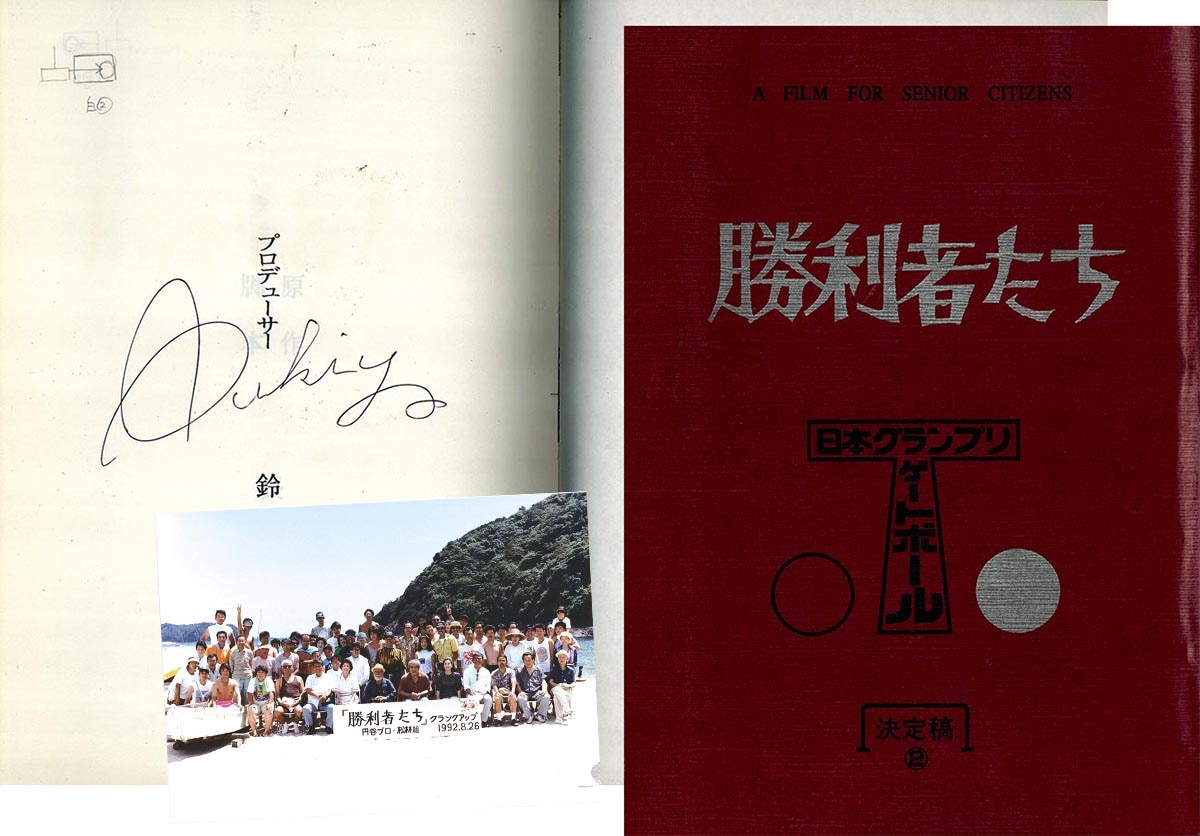 白②
プロデューサー
原作
脚本
鈴
「勝利者たち」クランクアップ
円谷プロ・松林組 1992.8.26
A FILM FOR SENIOR CITIZENS
勝利者たち
日本グランプリ
ゲートボール
決定稿
②